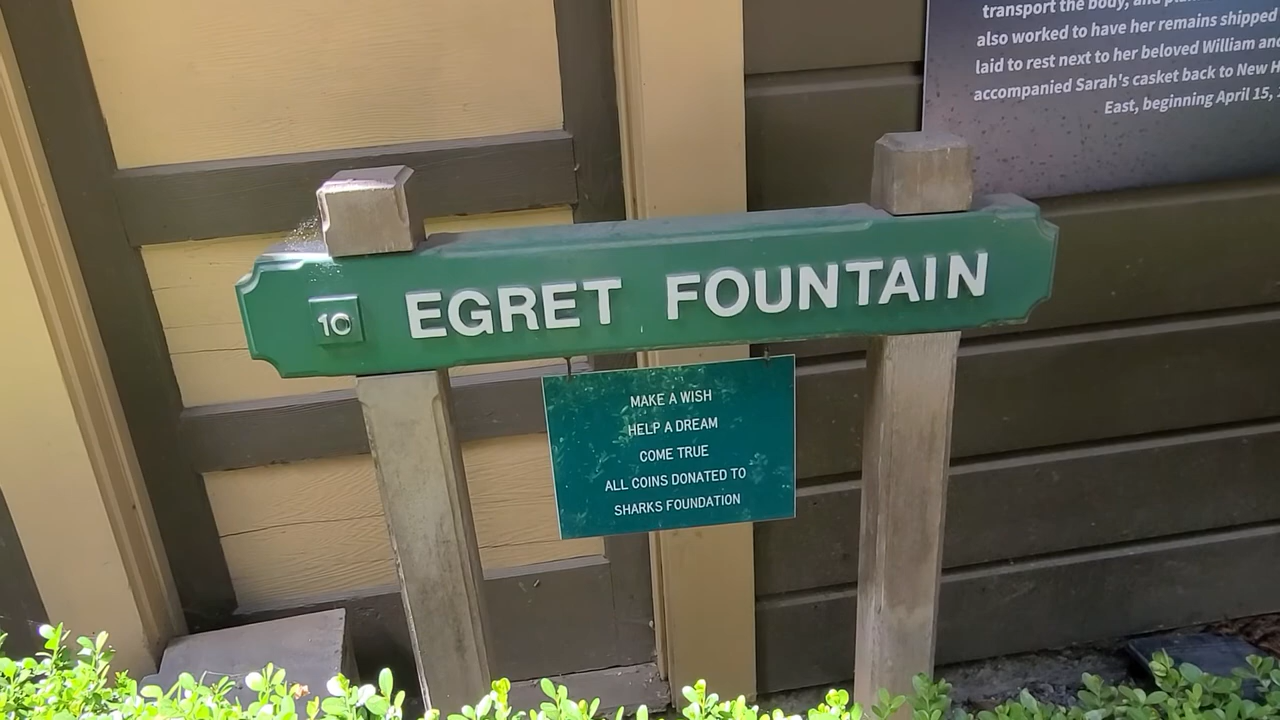 transport the body, and
also worked to have her remains shipped
laid to rest next to her beloved William and
accompanied Sarah's casket back to New
East, beginning April 15,
10 EGRET FOUNTAIN
MAKE A WISH
HELP A DREAM
COME TRUE
ALL COINS DONATED TO
SHARKS FOUNDATION